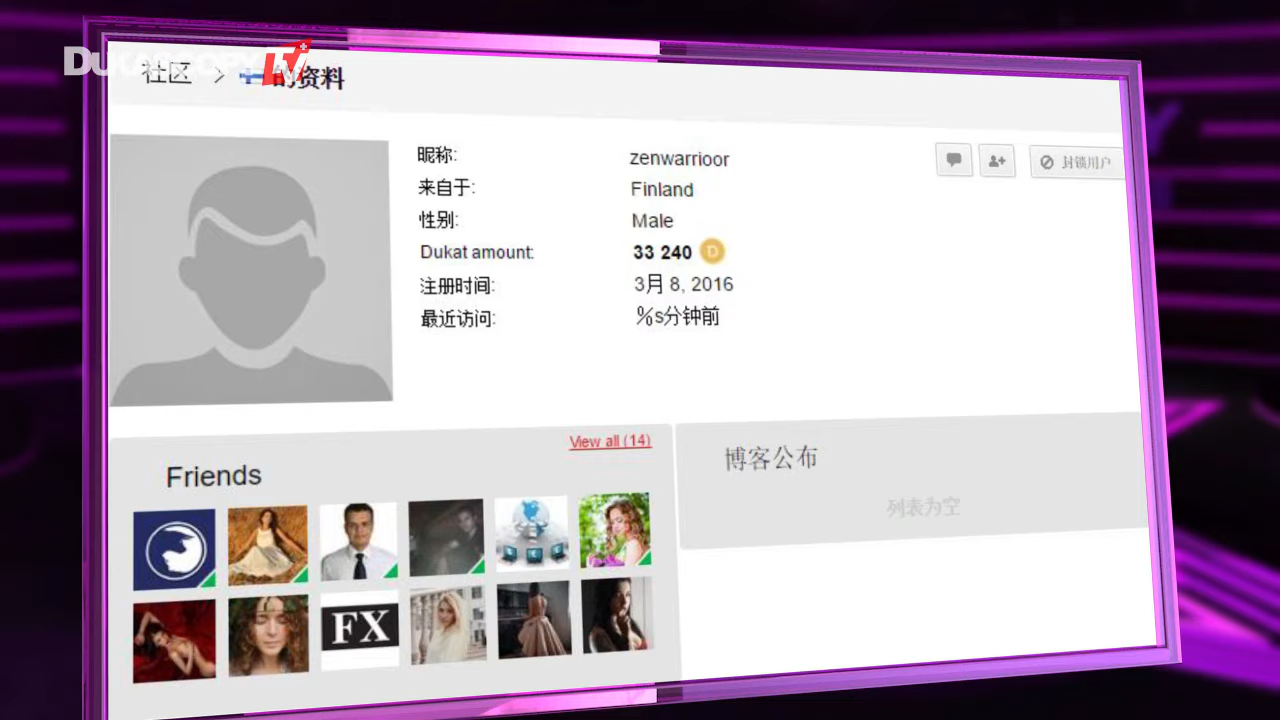 DUKASCOPY TV
社区 > 的资料
昵称: zenwarrioor
来自于: Finland
性别: Male
Dukat amount: 33 240 D
注册时间: 3月 8, 2016
最近访问: %s分钟前
封锁用户
View all (14)
Friends
FX
博客公布
列表为空